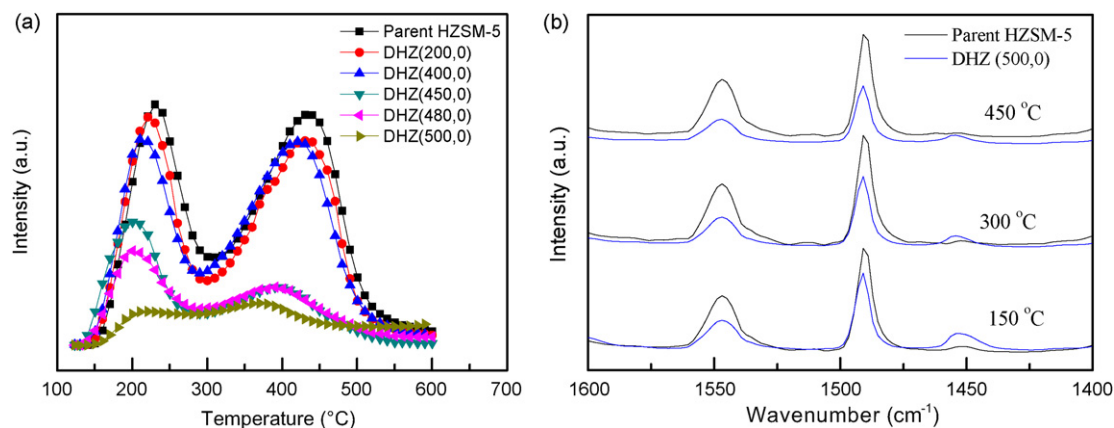 (a)
Parent HZSM-5
DHZ(200,0)
DHZ(400,0)
DHZ(450,0)
DHZ(480,0)
DHZ(500,0)
Intensity (a.u.)
100 200 300 400 500 600 700
Temperature (°C)
(b)
Parent HZSM-5
DHZ (500,0)
450 °C
300 °C
150 °C
Intensity (a.u.)
1600 1550 1500 1450 1400
Wavenumber (cm⁻¹)